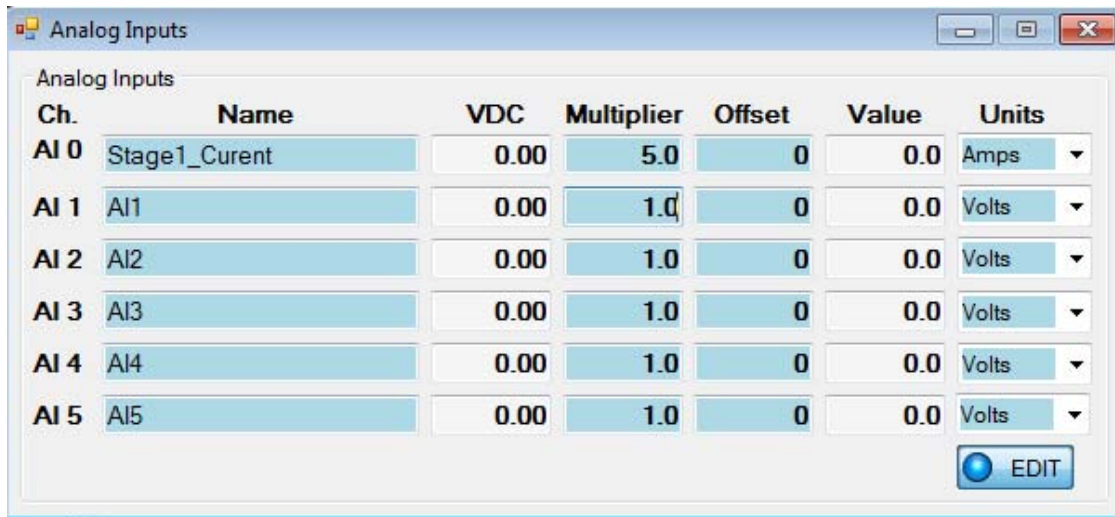 Analog Inputs
Analog Inputs
Ch. Name VDC Multiplier Offset Value Units
AI 0 Stage1_Curent 0.00 5.0 0 0.0 Amps
AI 1 AI1 0.00 1.0 0 0.0 Volts
AI 2 AI2 0.00 1.0 0 0.0 Volts
AI 3 AI3 0.00 1.0 0 0.0 Volts
AI 4 AI4 0.00 1.0 0 0.0 Volts
AI 5 AI5 0.00 1.0 0 0.0 Volts
EDIT